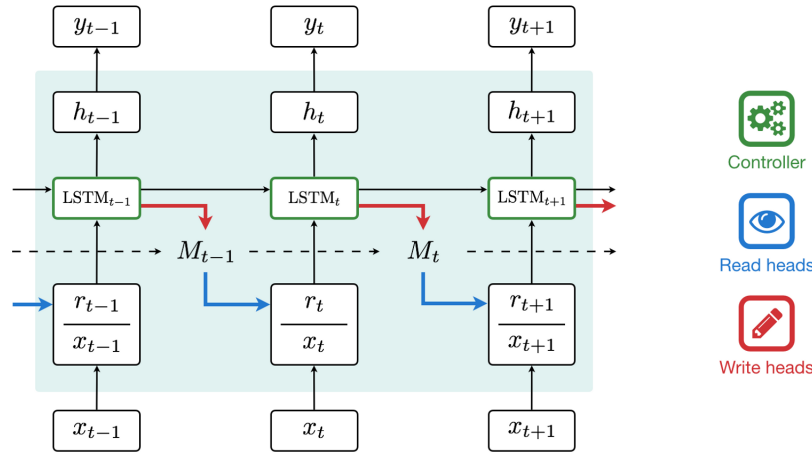 y_{t−1} y_t y_{t+1}
h_{t−1} h_t h_{t+1}
LSTM_{t−1} LSTM_t LSTM_{t+1}
M_{t−1} M_t
r_{t−1} r_t r_{t+1}
x_{t−1} x_t x_{t+1}
x_{t−1} x_t x_{t+1}
Controller
Read heads
Write heads